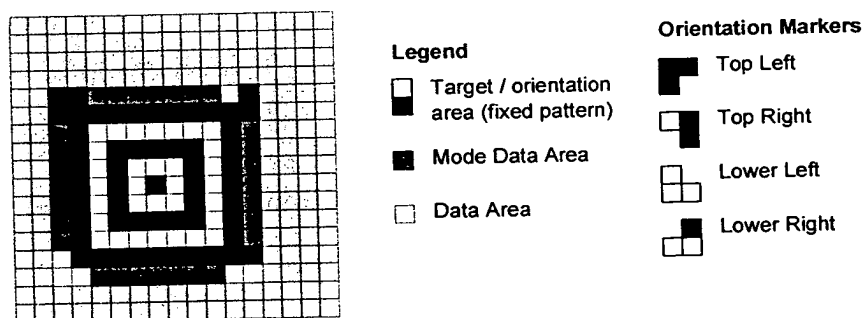 Legend
Target / orientation
area (fixed pattern)
Mode Data Area
Data Area
Orientation Markers
Top Left
Top Right
Lower Left
Lower Right